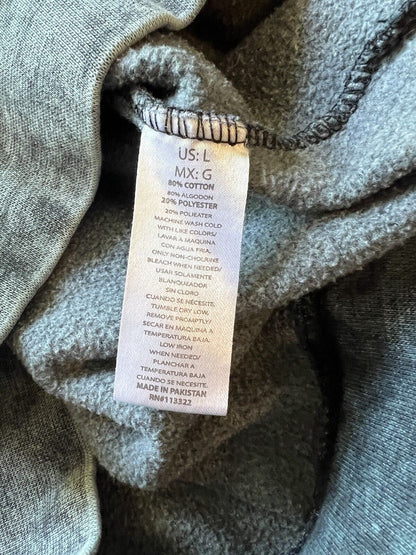 US: L
MX: G
80% COTTON
80% ALGODON
20% POLYESTER
20% POLIEATER
MACHINE WASH COLD
WITH LIKE COLORS/
LAVAR A MAQUINA
CON AGUA FRIA,
ONLY NON-CHOLRINE
BLEACH WHEN NEEDED/
USAR SOLAMENTE
BLANQUEADOR
SIN CLORO
CUANDO SE NECESITE.
TUMBLE DRY LOW,
REMOVE PROMPTLY/
SECAR EN MAQUINA A
TEMPERATURA BAJA.
LOW IRON
WHEN NEEDED/
PLANCHAR A
TEMPERATURA BAJA
CUANDO SE NECESITE.
MADE IN PAKISTAN
RN#113322